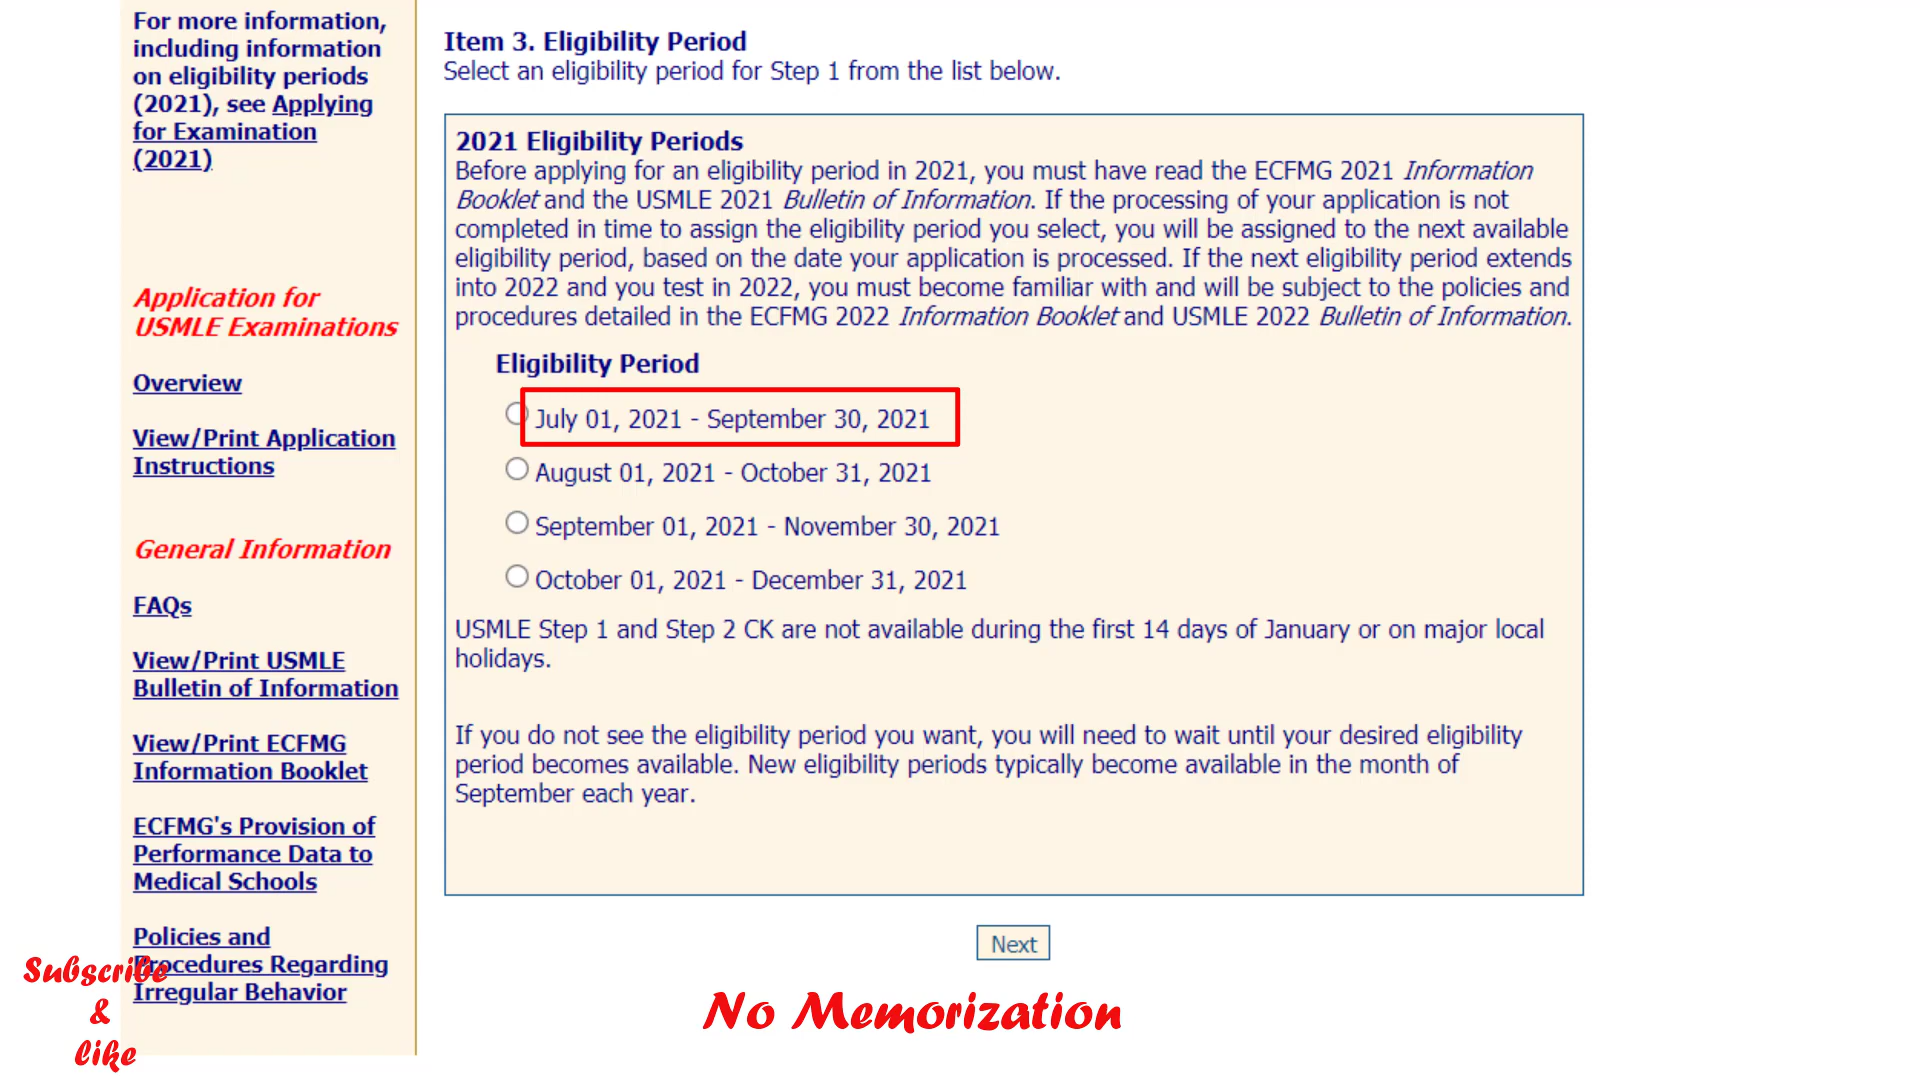 For more information,
including information
on eligibility periods
(2021), see Applying
for Examination
(2021)
Application for
USMLE Examinations
Overview
View/Print Application
Instructions
General Information
FAQs
View/Print USMLE
Bulletin of Information
View/Print ECFMG
Information Booklet
ECFMG's Provision of
Performance Data to
Medical Schools
Policies and
Procedures Regarding
Irregular Behavior
Subscribe
&
like
Item 3. Eligibility Period
Select an eligibility period for Step 1 from the list below.
2021 Eligibility Periods
Before applying for an eligibility period in 2021, you must have read the ECFMG 2021 Information
Booklet and the USMLE 2021 Bulletin of Information. If the processing of your application is not
completed in time to assign the eligibility period you select, you will be assigned to the next available
eligibility period, based on the date your application is processed. If the next eligibility period extends
into 2022 and you test in 2022, you must become familiar with and will be subject to the policies and
procedures detailed in the ECFMG 2022 Information Booklet and USMLE 2022 Bulletin of Information.
Eligibility Period
July 01, 2021 - September 30, 2021
August 01, 2021 - October 31, 2021
September 01, 2021 - November 30, 2021
October 01, 2021 - December 31, 2021
USMLE Step 1 and Step 2 CK are not available during the first 14 days of January or on major local
holidays.
If you do not see the eligibility period you want, you will need to wait until your desired eligibility
period becomes available. New eligibility periods typically become available in the month of
September each year.
Next
No Memorization